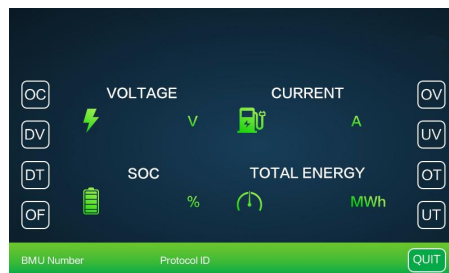 OC VOLTAGE CURRENT OV
V A
DV UV
DT SOC TOTAL ENERGY OT
% MWh
OF UT
BMU Number Protocol ID QUIT